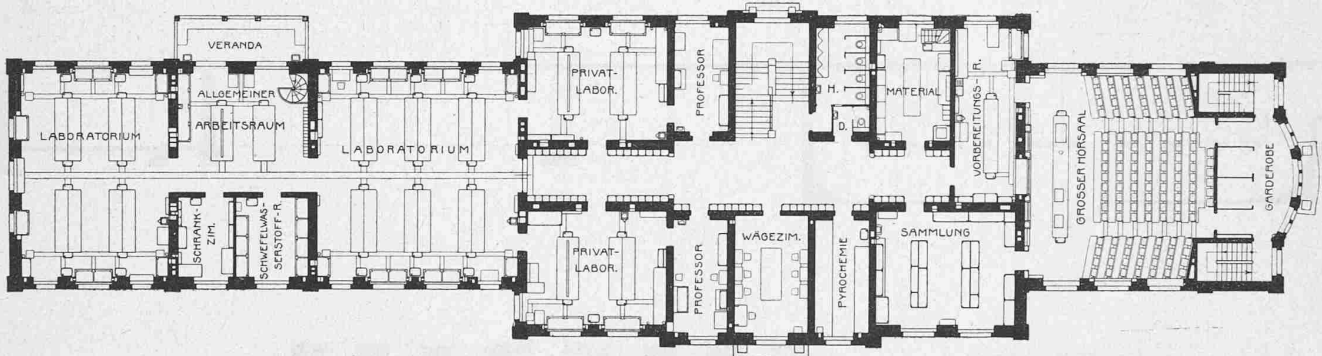 VERANDA
LABORATORIUM
ALLGEMEINER
ARBEITSRAUM
LABORATORIUM
SCHRANK-
ZIM.
SCHWEFELWAS-
SERSTOFF-R.
PRIVAT-
LABOR.
PROFESSOR
H.
D.
MATERIAL
VORBEREITUNGS-
R.
GROSSER HÖRSAAL
GARDEROBE
PRIVAT-
LABOR.
PROFESSOR
WÄGEZIM.
PYROCHEMIE
SAMMLUNG